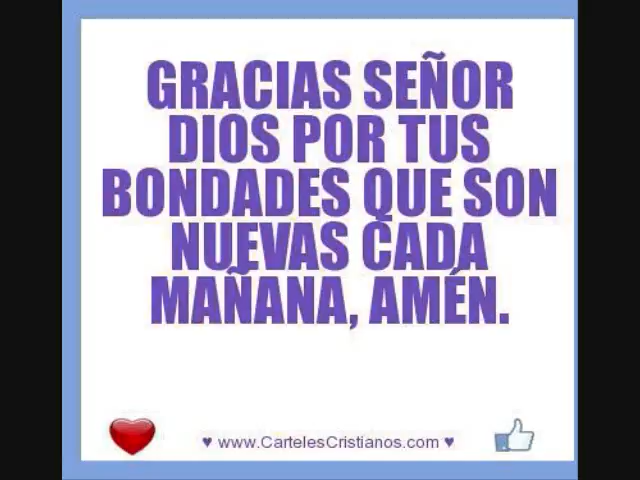 GRACIAS SEÑOR
DIOS POR TUS
BONDADES QUE SON
NUEVAS CADA
MAÑANA, AMÉN.
♥ www.CartelesCristianos.com ♥